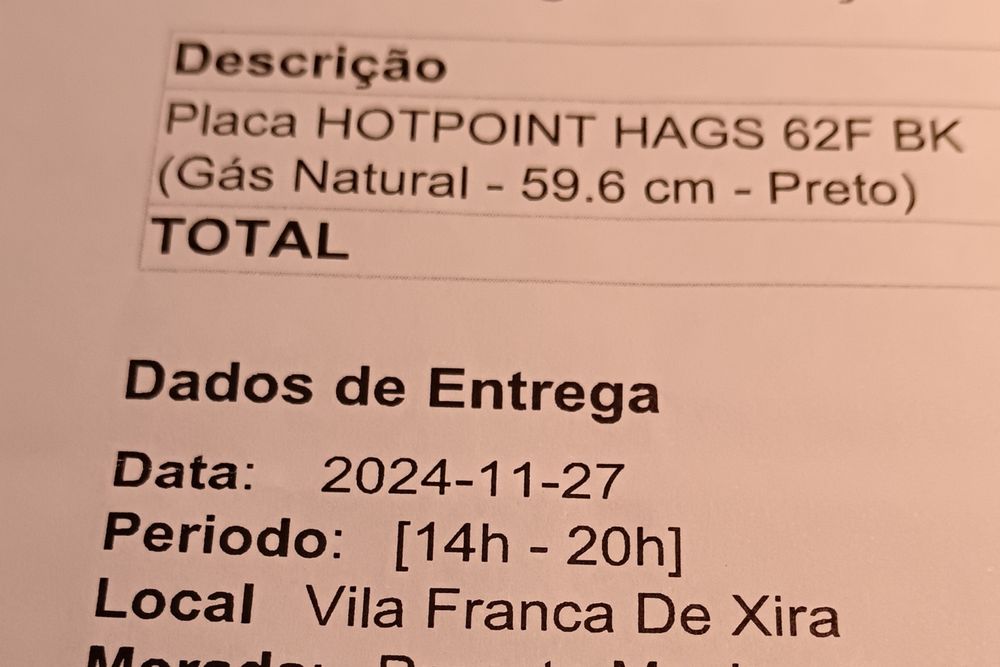 Descrição
Placa HOTPOINT HAGS 62F BK
(Gás Natural - 59.6 cm - Preto)
TOTAL
Dados de Entrega
Data: 2024-11-27
Periodo: [14h - 20h]
Local Vila Franca De Xira
Morada: